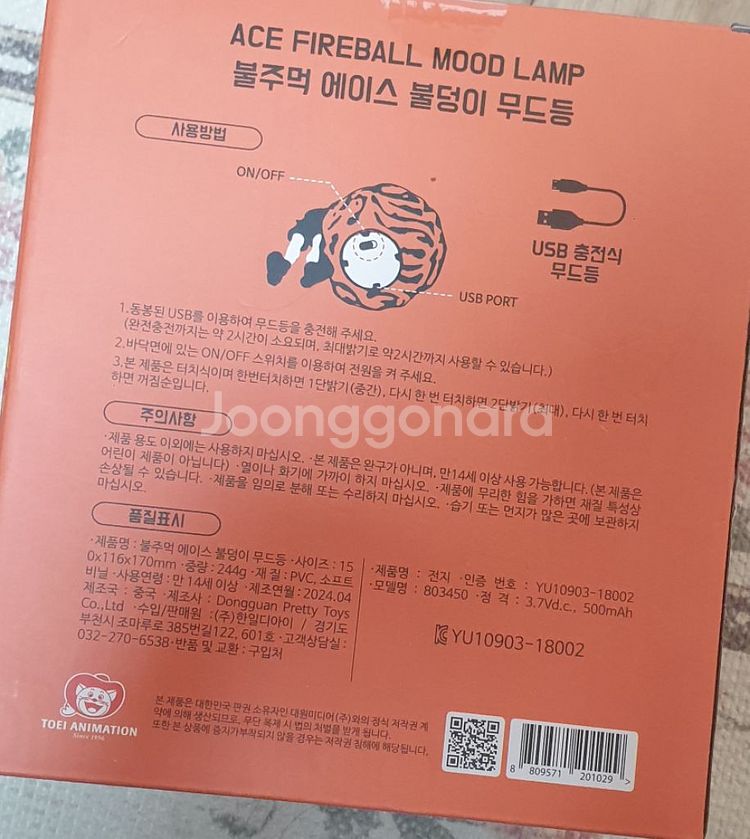 ACE FIREBALL MOOD LAMP
불주먹 에이스 불덩이 무드등
사용방법
ON/OFF
USB PORT
USB 충전식
무드등
1.동봉된 USB를 이용하여 무드등을 충전해 주세요.
(완전충전까지는 약 2시간이 소요되며, 최대밝기로 약2시간까지 사용할 수 있습니다.)
2.바닥면에 있는 ON/OFF 스위치를 이용하여 전원을 켜 주세요.
3.본 제품은 터치식이며 한번터치하면 1단밝기(중간), 다시 한 번 터치하면 2단밝기(최대), 다시 한 번 터치
하면 꺼짐순입니다.
Joonggonara
주의사항
·제품 용도 이외에는 사용하지 마십시오. ·본 제품은 완구가 아니며, 만14세 이상 사용 가능합니다. (본 제품은
어린이 제품이 아닙니다) ·열이나 화기에 가까이 하지 마십시오. ·제품에 무리한 힘을 가하면 재질 특성상
손상될 수 있습니다. ·제품을 임의로 분해 또는 수리하지 마십시오. ·습기 또는 먼지가 많은 곳에 보관하지
마십시오.
품질표시
·제품명 : 불주먹 에이스 불덩이 무드등 ·사이즈 : 15
0x116x170mm ·중량 : 244g ·재 질 : PVC, 소프트
비닐 ·사용연령 : 만 14세 이상 ·제조연월 : 2024.04
제조국 : 중국 ·제조사 : Dongguan Pretty Toys
Co.,Ltd ·수입/판매원 : (주)한일디아이 / 경기도
부천시 조마루로 385번길122, 601호 ·고객상담실 :
032-270-6538 ·반품 및 교환 : 구입처
·제품명 : 전지 ·인증 번호 : YU10903-18002
·모델명 : 803450 ·정 격 : 3.7Vd.c, 500mAh
YU10903-18002
TOEI ANIMATION
Since 1956
본 제품은 대한민국 판권 소유자인 대원미디어(주)와의 정식 저작권 계
약에 의해 생산되므로, 무단 복제 시 법의 처벌을 받게 됩니다.
또한 본 상품에 증지가부착되지 않을 경우는 저작권 침해에 해당됩니다.
8 809571 201029 >